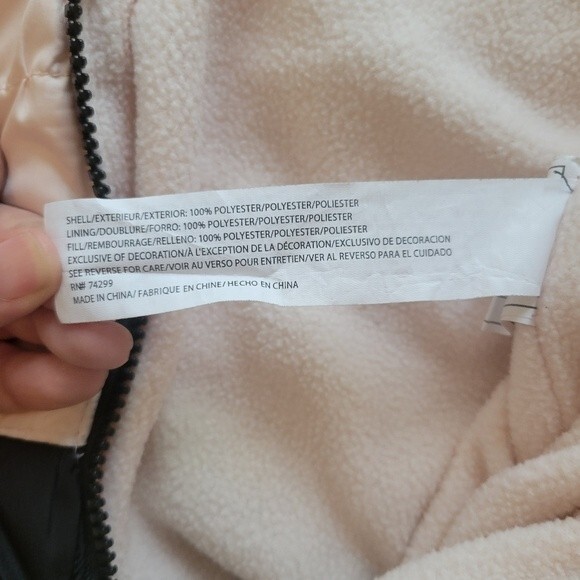 SHELL/EXTERIEUR/EXTERIOR: 100% POLYESTER/POLYESTER/POLIESTER
LINING/DOUBLURE/FORRO: 100% POLYESTER/POLYESTER/POLIESTER
FILL/REMBOURRAGE/RELLENO: 100% POLYESTER/POLYESTER/POLIESTER
EXCLUSIVE OF DECORATION/À L'EXCEPTION DE LA DÉCORATION/EXCLUSIVO DE DECORACION
SEE REVERSE FOR CARE/VOIR AU VERSO POUR ENTRETIEN/VER AL REVERSO PARA EL CUIDADO
RN# 74299
MADE IN CHINA/ FABRIQUE EN CHINE/ HECHO EN CHINA